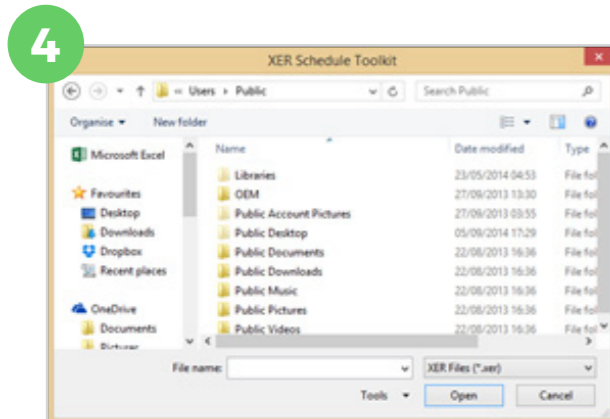 4
XER Schedule Toolkit
« Users Public
Search Public
Organise New folder
Microsoft Excel
Favourites
Desktop
Downloads
Dropbox
Recent places
OneDrive
Documents
Pictures
Name Date modified Type
Libraries 23/05/2014 04:53 File fol
OEM 27/09/2013 13:30 File fol
Public Account Pictures 27/09/2013 03:55 File fol
Public Desktop 05/09/2014 17:29 File fol
Public Documents 22/08/2013 16:36 File fol
Public Downloads 22/08/2013 16:36 File fol
Public Music 22/08/2013 16:36 File fol
Public Pictures 22/08/2013 16:36 File fol
Public Videos 22/08/2013 16:36 File fol
File name: XER Files (*.xer)
Tools Open Cancel